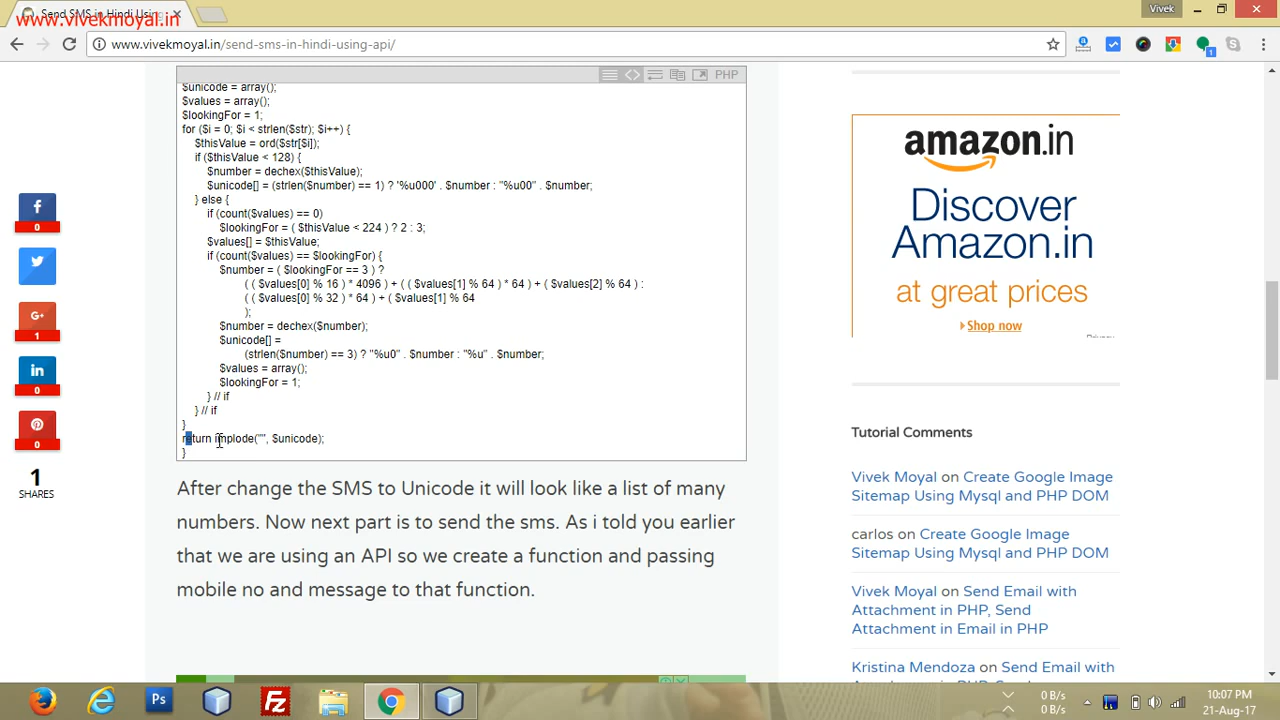 Send SMS in Hindi Using
www.vivekmoyal.in
Vivek
www.vivekmoyal.in/send-sms-in-hindi-using-api/
1
PHP
$unicode = array();
$values = array();
$lookingFor = 1;
for ($i = 0; $i < strlen($str); $i++) {
$thisValue = ord($str[$i]);
if ($thisValue < 128) {
$number = dechex($thisValue);
$unicode[] = (strlen($number) == 1) ? '%u000' . $number : "%u00" . $number;
} else {
if (count($values) == 0)
$lookingFor = ( $thisValue < 224 ) ? 2 : 3;
$values[] = $thisValue;
if (count($values) == $lookingFor) {
$number = ( $lookingFor == 3 ) ?
( ( $values[0] % 16 ) * 4096 ) + ( ( $values[1] % 64 ) * 64 ) + ( $values[2] % 64 ) :
( ( $values[0] % 32 ) * 64 ) + ( $values[1] % 64
);
$number = dechex($number);
$unicode[] =
(strlen($number) == 3) ? "%u0" . $number : "%u" . $number;
$values = array();
$lookingFor = 1;
} // if
} // if
}
return implode("", $unicode);
}
0
0
1
0
0
1
SHARES
After change the SMS to Unicode it will look like a list of many
numbers. Now next part is to send the sms. As i told you earlier
that we are using an API so we create a function and passing
mobile no and message to that function.
amazon.in
Discover
Amazon.in
at great prices
Shop now
Tutorial Comments
Vivek Moyal on Create Google Image
Sitemap Using Mysql and PHP DOM
carlos on Create Google Image
Sitemap Using Mysql and PHP DOM
Vivek Moyal on Send Email with
Attachment in PHP, Send
Attachment in Email in PHP
Kristina Mendoza on Send Email with
Ps
0 B/s
0 B/s
10:07 PM
21-Aug-17